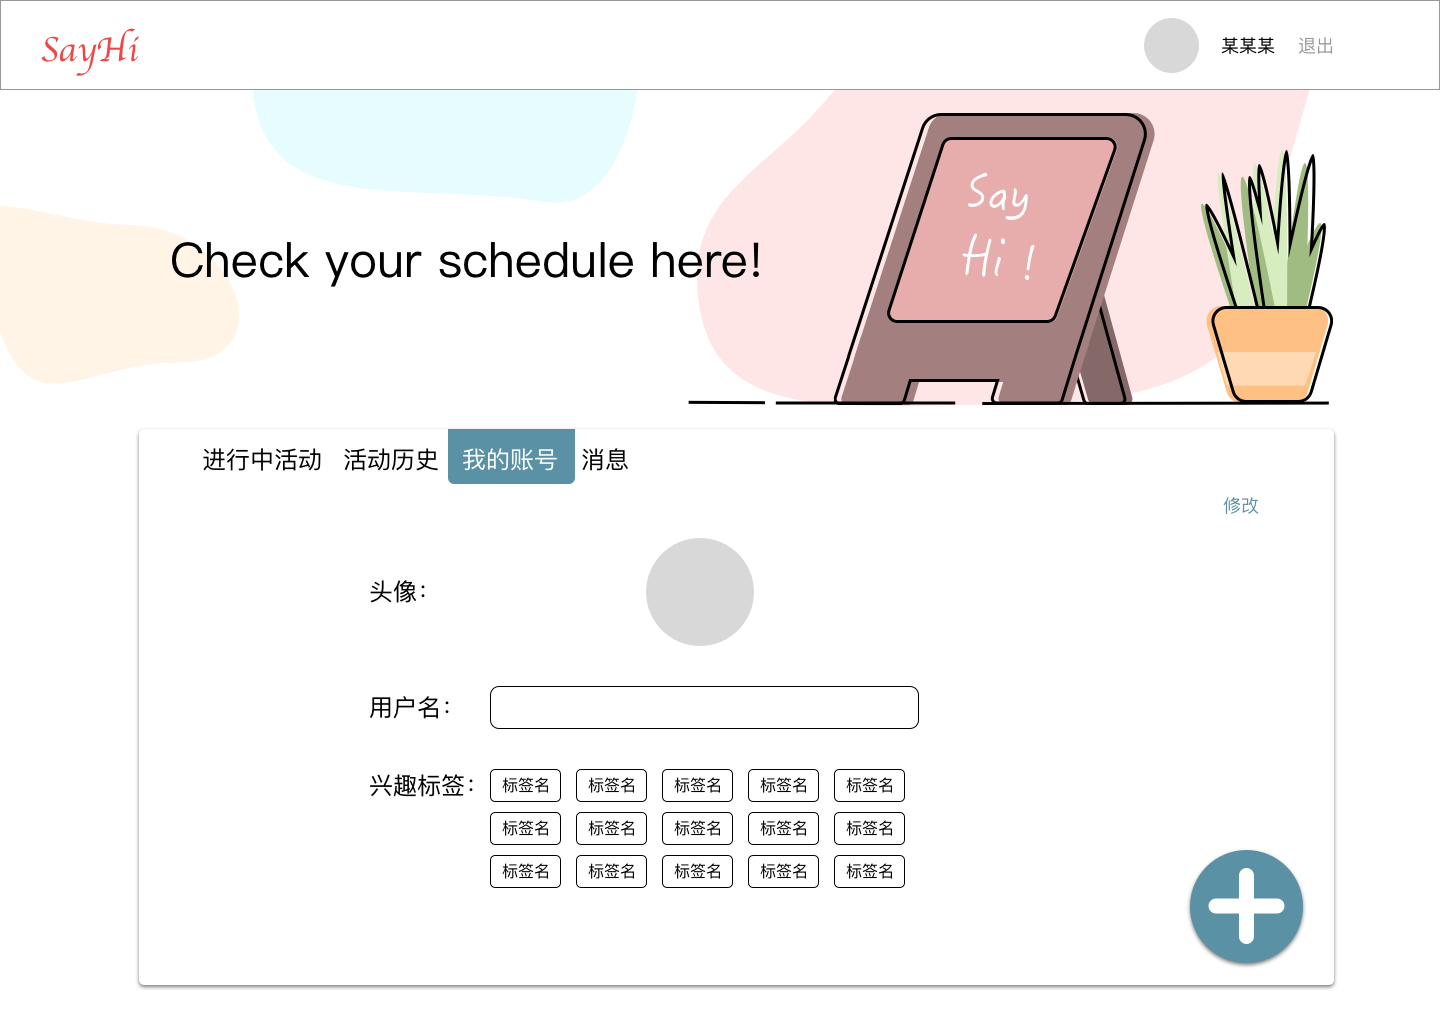 SayHi
某某某 退出
Say
Hi !
Check your schedule here!
进行中活动 活动历史 我的账号 消息
修改
头像：
用户名：
兴趣标签： 标签名 标签名 标签名 标签名 标签名
标签名 标签名 标签名 标签名 标签名
标签名 标签名 标签名 标签名 标签名